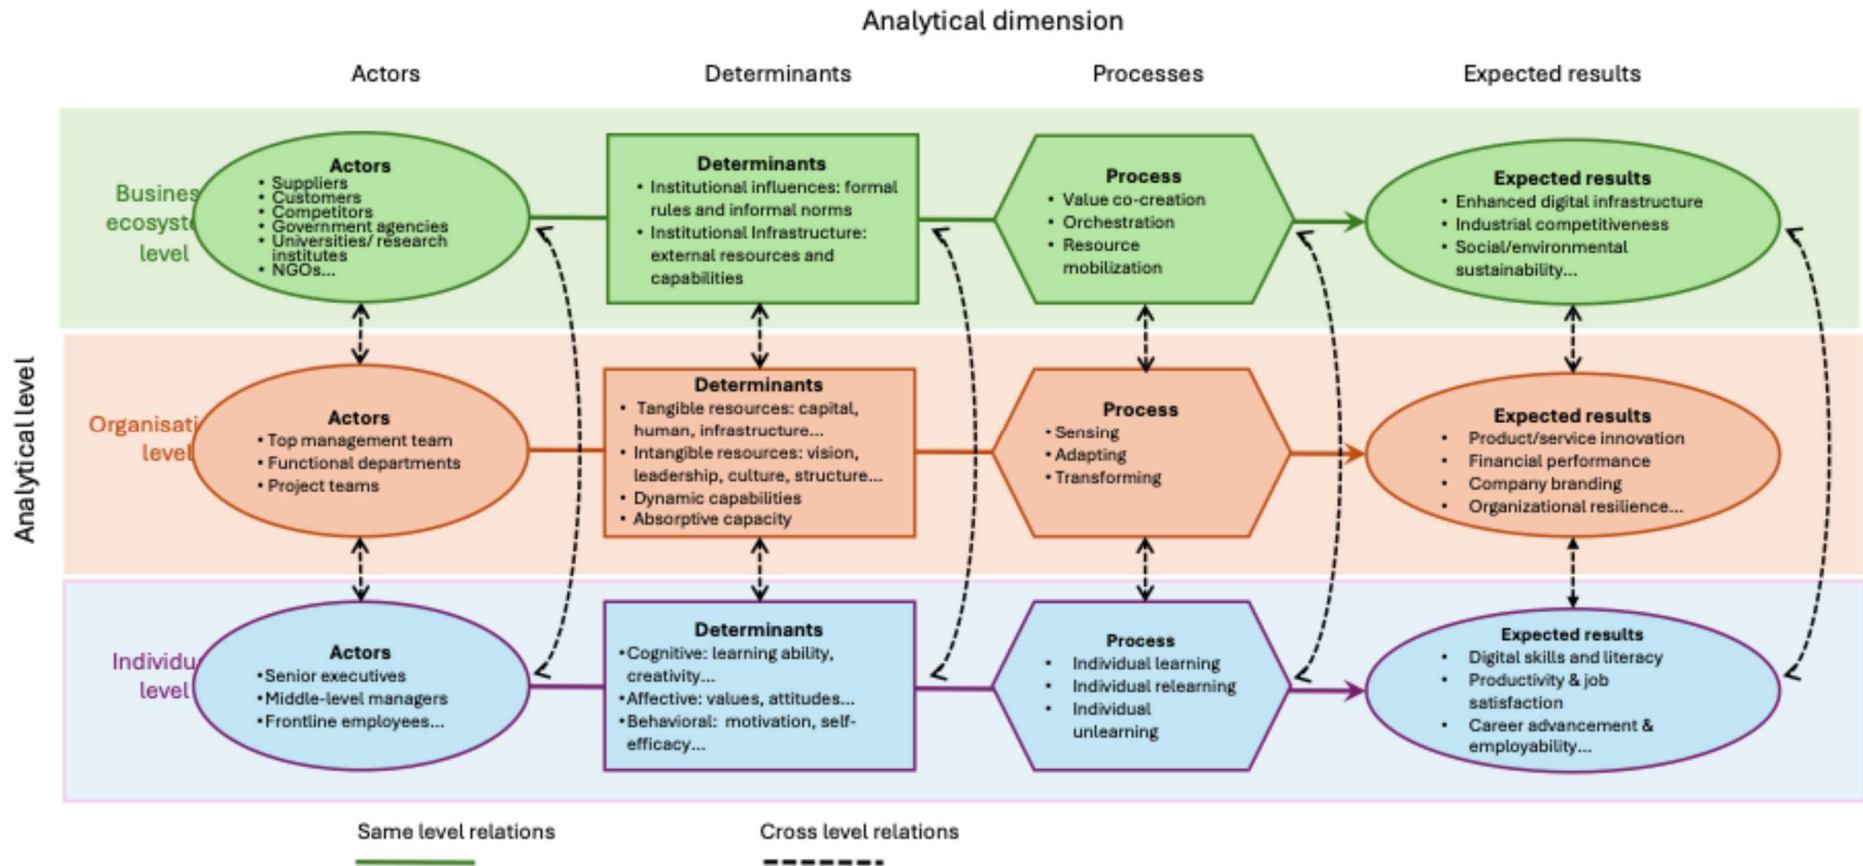 Analytical dimension
Actors
Determinants
Processes
Expected results
Analytical level
Busines
ecosyst
level
Actors
• Suppliers
• Customers
• Competitors
• Government agencies
• Universities/ research
institutes
• NGOs...
Determinants
• Institutional influences: formal
rules and informal norms
• Institutional Infrastructure:
external resources and
capabilities
Process
• Value co-creation
• Orchestration
• Resource
mobilization
Expected results
• Enhanced digital infrastructure
• Industrial competitiveness
• Social/environmental
sustainability...
Organisati
level
Actors
• Top management team
• Functional departments
• Project teams
Determinants
• Tangible resources: capital,
human, infrastructure...
• Intangible resources: vision,
leadership, culture, structure...
• Dynamic capabilities
• Absorptive capacity
Process
• Sensing
• Adapting
• Transforming
Expected results
• Product/service innovation
• Financial performance
• Company branding
• Organizational resilience...
Individu
level
Actors
• Senior executives
• Middle-level managers
• Frontline employees...
Determinants
• Cognitive: learning ability,
creativity...
• Affective: values, attitudes...
• Behavioral: motivation, self-
efficacy...
Process
• Individual learning
• Individual relearning
• Individual
unlearning
Expected results
• Digital skills and literacy
• Productivity & job
satisfaction
• Career advancement &
employability...
Same level relations
Cross level relations